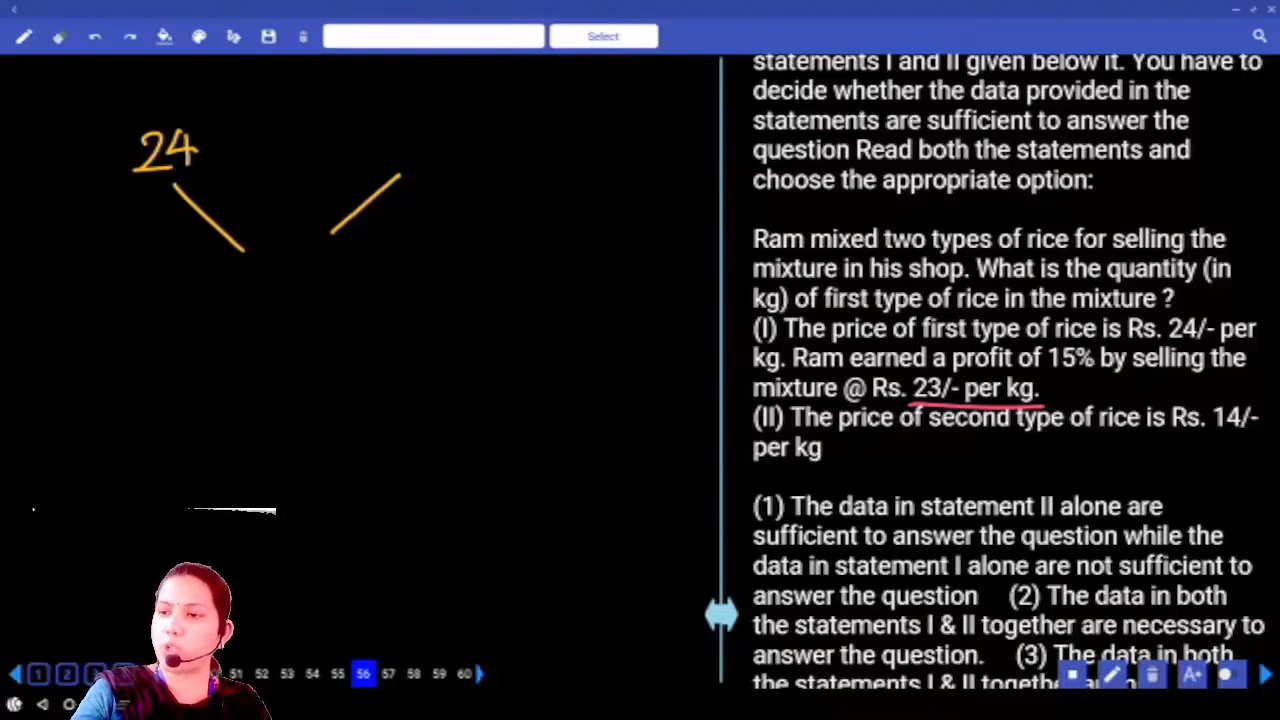 Select
24
statements I and II given below it. You have to
decide whether the data provided in the
statements are sufficient to answer the
question Read both the statements and
choose the appropriate option:
Ram mixed two types of rice for selling the
mixture in his shop. What is the quantity (in
kg) of first type of rice in the mixture ?
(I) The price of first type of rice is Rs. 24/- per
kg. Ram earned a profit of 15% by selling the
mixture @ Rs. 23/- per kg.
(II) The price of second type of rice is Rs. 14/-
per kg
(1) The data in statement II alone are
sufficient to answer the question while the
data in statement I alone are not sufficient to
answer the question (2) The data in both
the statements I & II together are necessary to
answer the question. (3) The data in both
the statements I & II together
1 2 51 52 53 54 55 56 57 58 59 60
A+